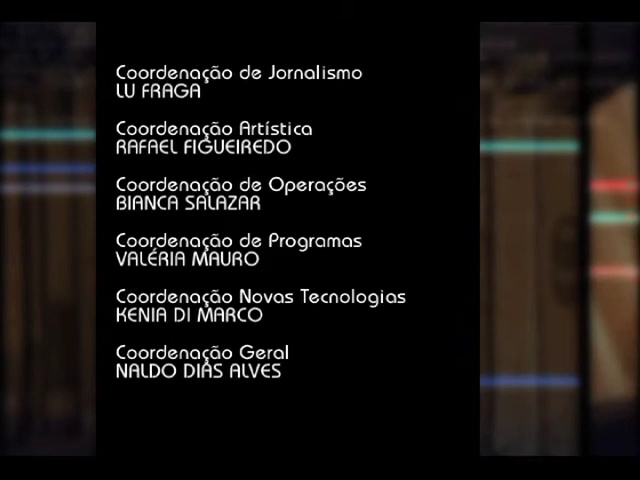 Coordenação de Jornalismo
LU FRAGA
Coordenação Artística
RAFAEL FIGUEIREDO
Coordenação de Operações
BIANCA SALAZAR
Coordenação de Programas
VALÉRIA MAURO
Coordenação Novas Tecnologias
KENIA DI MARCO
Coordenação Geral
NALDO DIAS ALVES